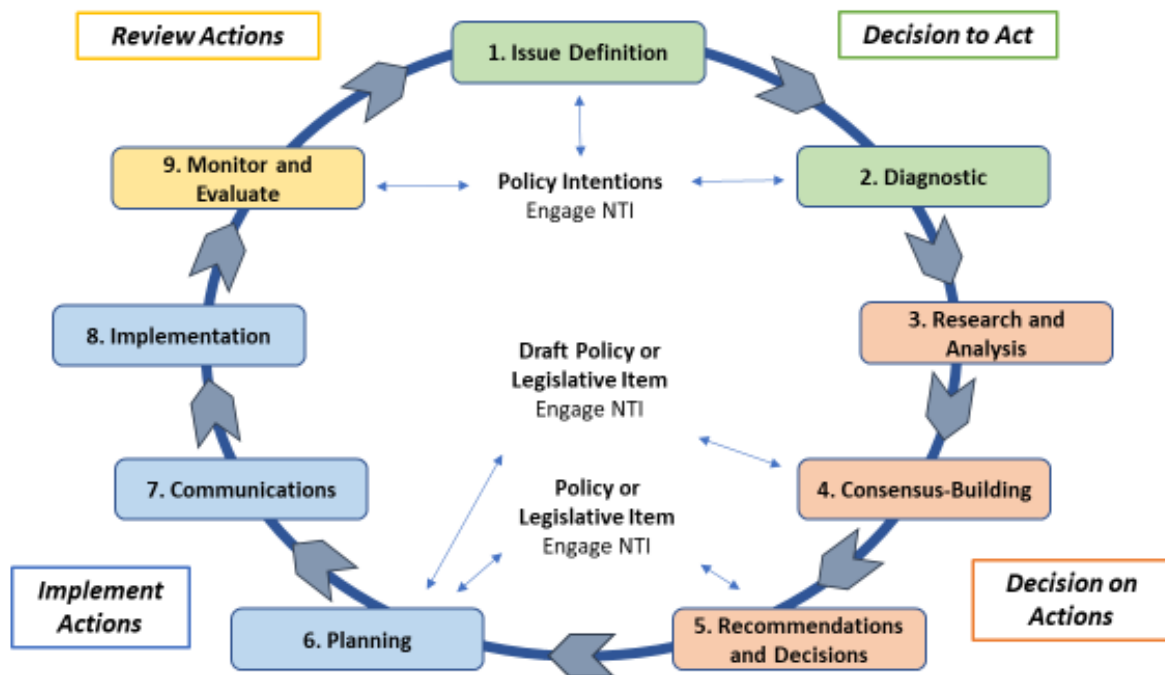 Review Actions
1. Issue Definition
Decision to Act
9. Monitor and
Evaluate
Policy Intentions
Engage NTI
2. Diagnostic
8. Implementation
3. Research and
Analysis
Draft Policy or
Legislative Item
Engage NTI
7. Communications
4. Consensus-Building
Policy or
Legislative Item
Engage NTI
Implement
Actions
6. Planning
5. Recommendations
and Decisions
Decision on
Actions